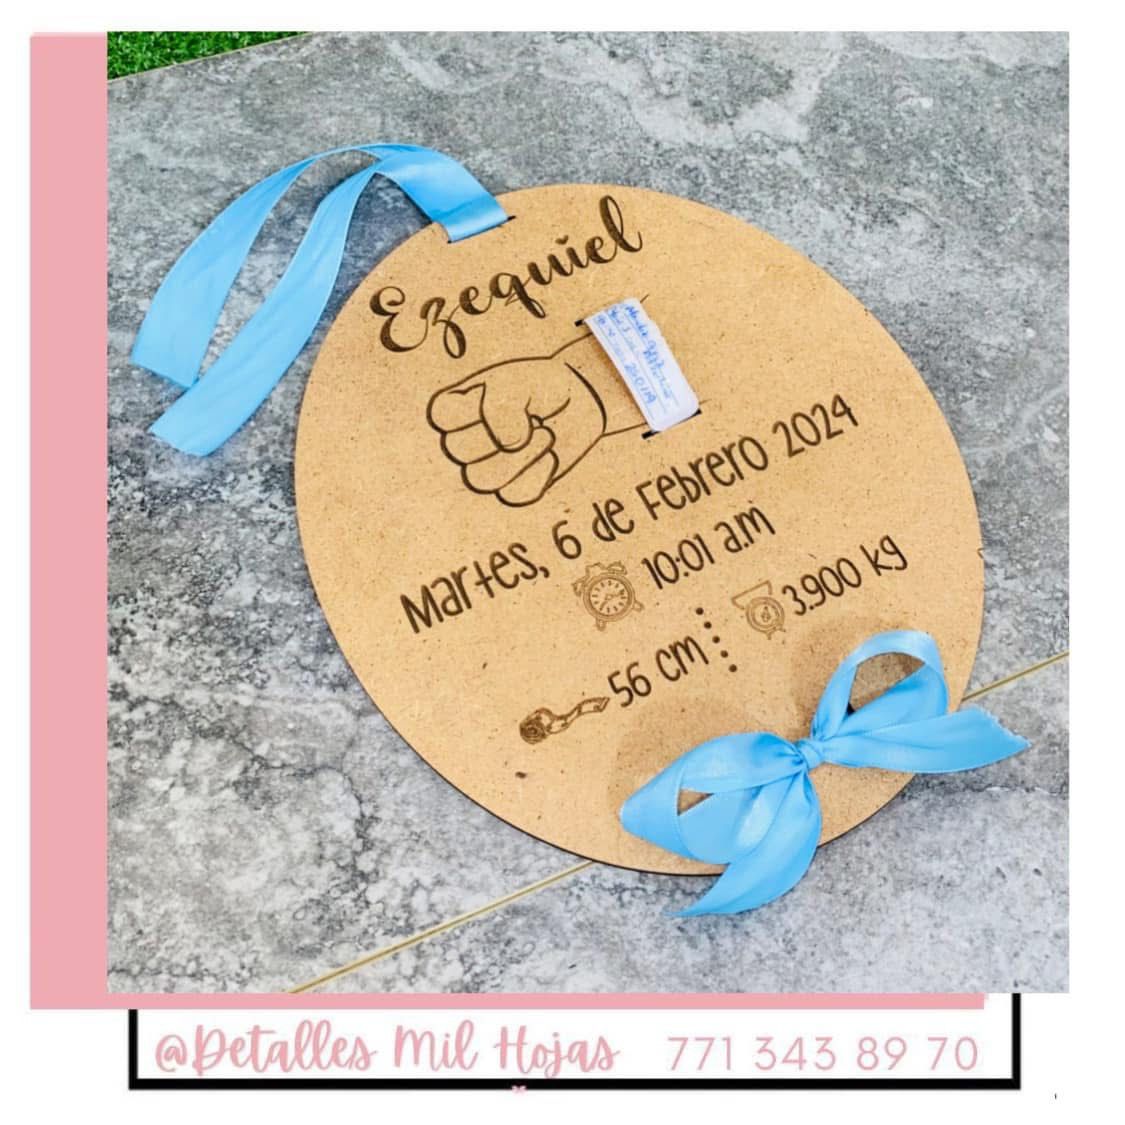 Ezequiel
Martes, 6 de Febrero 2024
10:01 a.m
56 cm
3.900 kg
@Detalles Mil Hojas 771 343 89 70